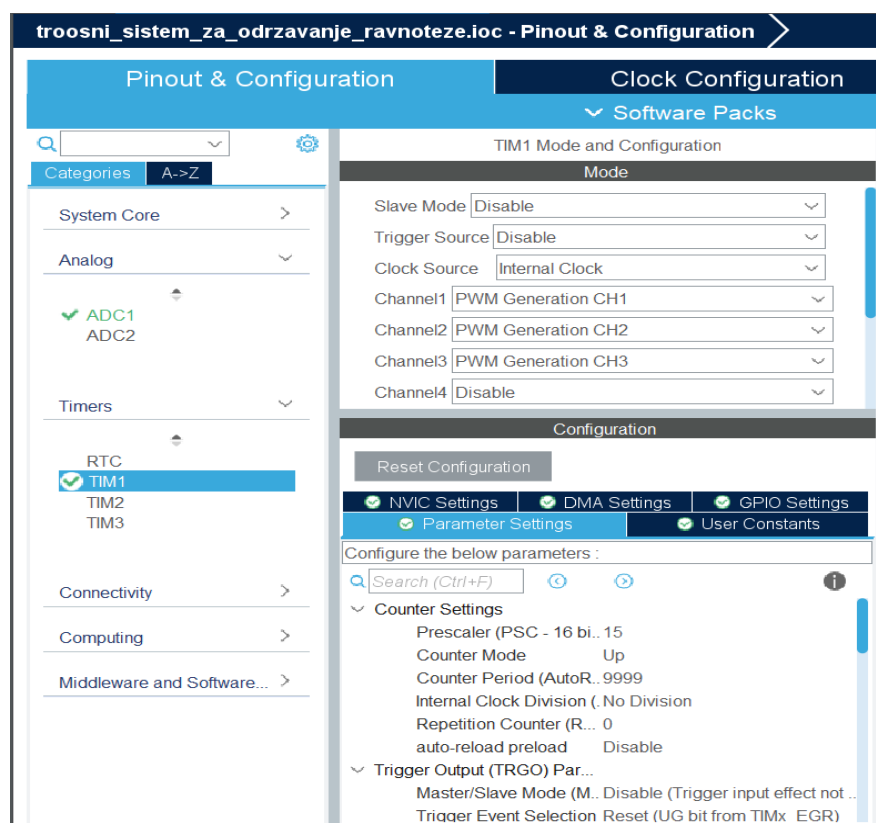 troosni_sistem_za_odrzavanje_ravnoteze.ioc - Pinout & Configuration
Pinout & Configuration
Clock Configuration
Software Packs
Categories
A->Z
System Core
Analog
ADC1
ADC2
Timers
RTC
TIM1
TIM2
TIM3
Connectivity
Computing
Middleware and Software...
TIM1 Mode and Configuration
Mode
Slave Mode Disable
Trigger Source Disable
Clock Source Internal Clock
Channel1 PWM Generation CH1
Channel2 PWM Generation CH2
Channel3 PWM Generation CH3
Channel4 Disable
Configuration
Reset Configuration
NVIC Settings
DMA Settings
GPIO Settings
Parameter Settings
User Constants
Configure the below parameters :
Search (Ctrl+F)
Counter Settings
Prescaler (PSC - 16 bi.. 15
Counter Mode Up
Counter Period (AutoR.. 9999
Internal Clock Division (. No Division
Repetition Counter (R... 0
auto-reload preload Disable
Trigger Output (TRGO) Par...
Master/Slave Mode (M.. Disable (Trigger input effect not ..
Trigger Event Selection Reset (UG bit from TIMx_EGR)